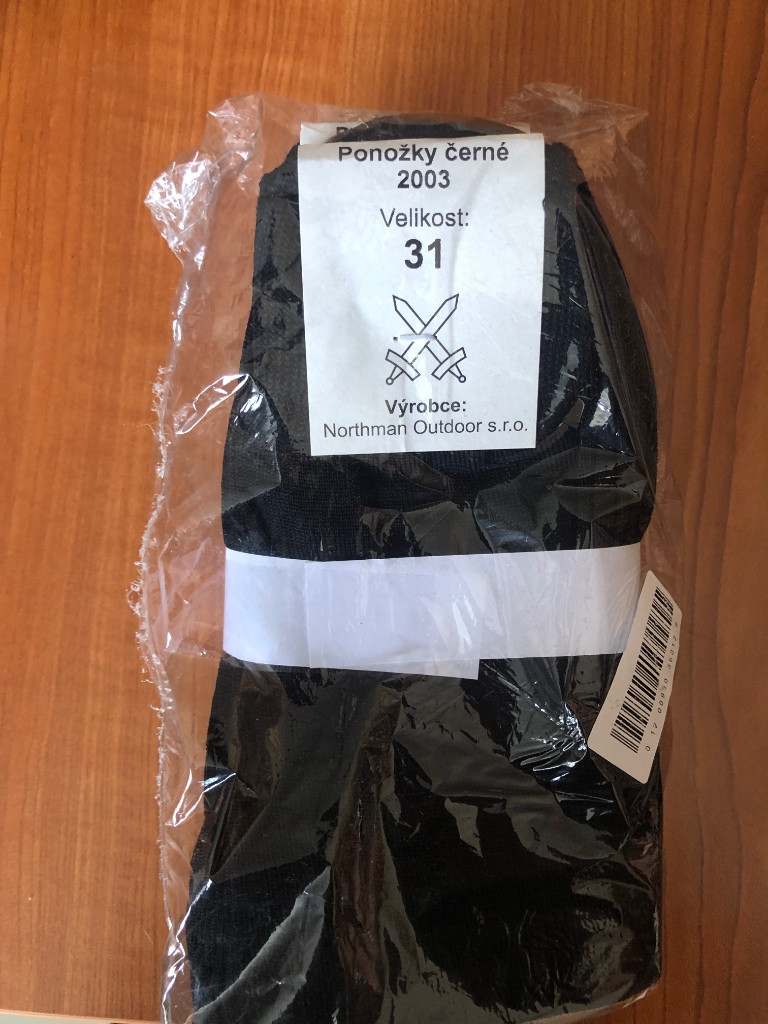 Ponožky černé
2003
Velikost:
31
Výrobce:
Northman Outdoor s.r.o.